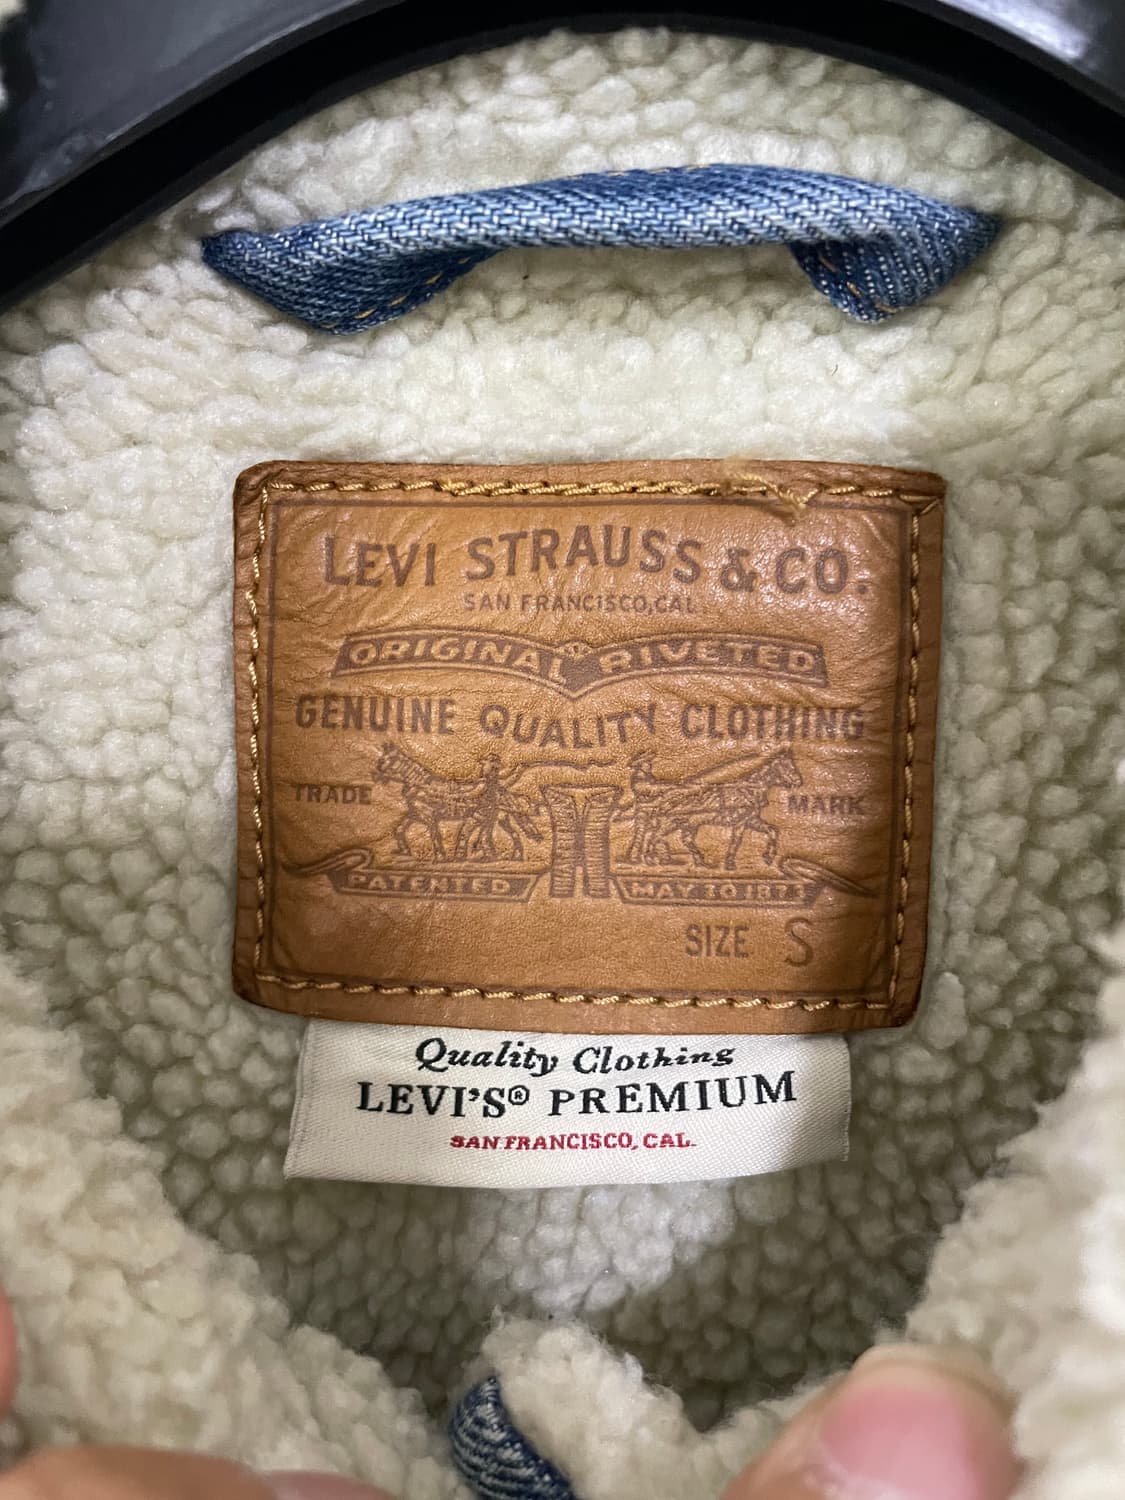 LEVI STRAUSS & CO.
SAN FRANCISCO, CAL.
ORIGINAL RIVETED
GENUINE QUALITY CLOTHING
TRADE MARK
PATENTED MAY 20 1873
SIZE S
Quality Clothing
LEVI'S® PREMIUM
SAN FRANCISCO, CAL.